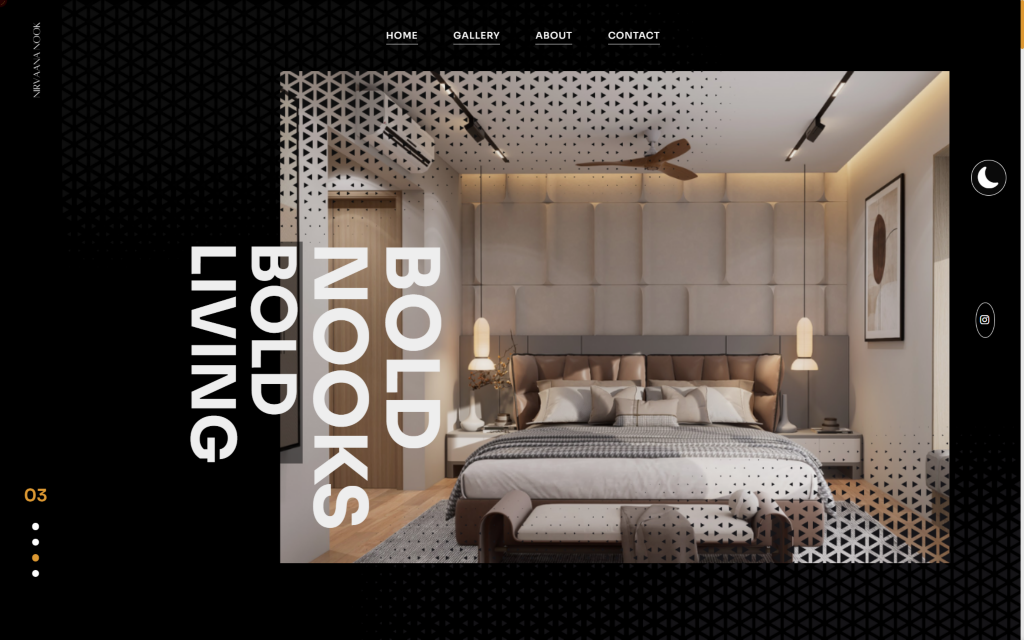 NIRVAANA NOOK
HOME
GALLERY
ABOUT
CONTACT
BOLD
NOOKS
BOLD
LIVING
03